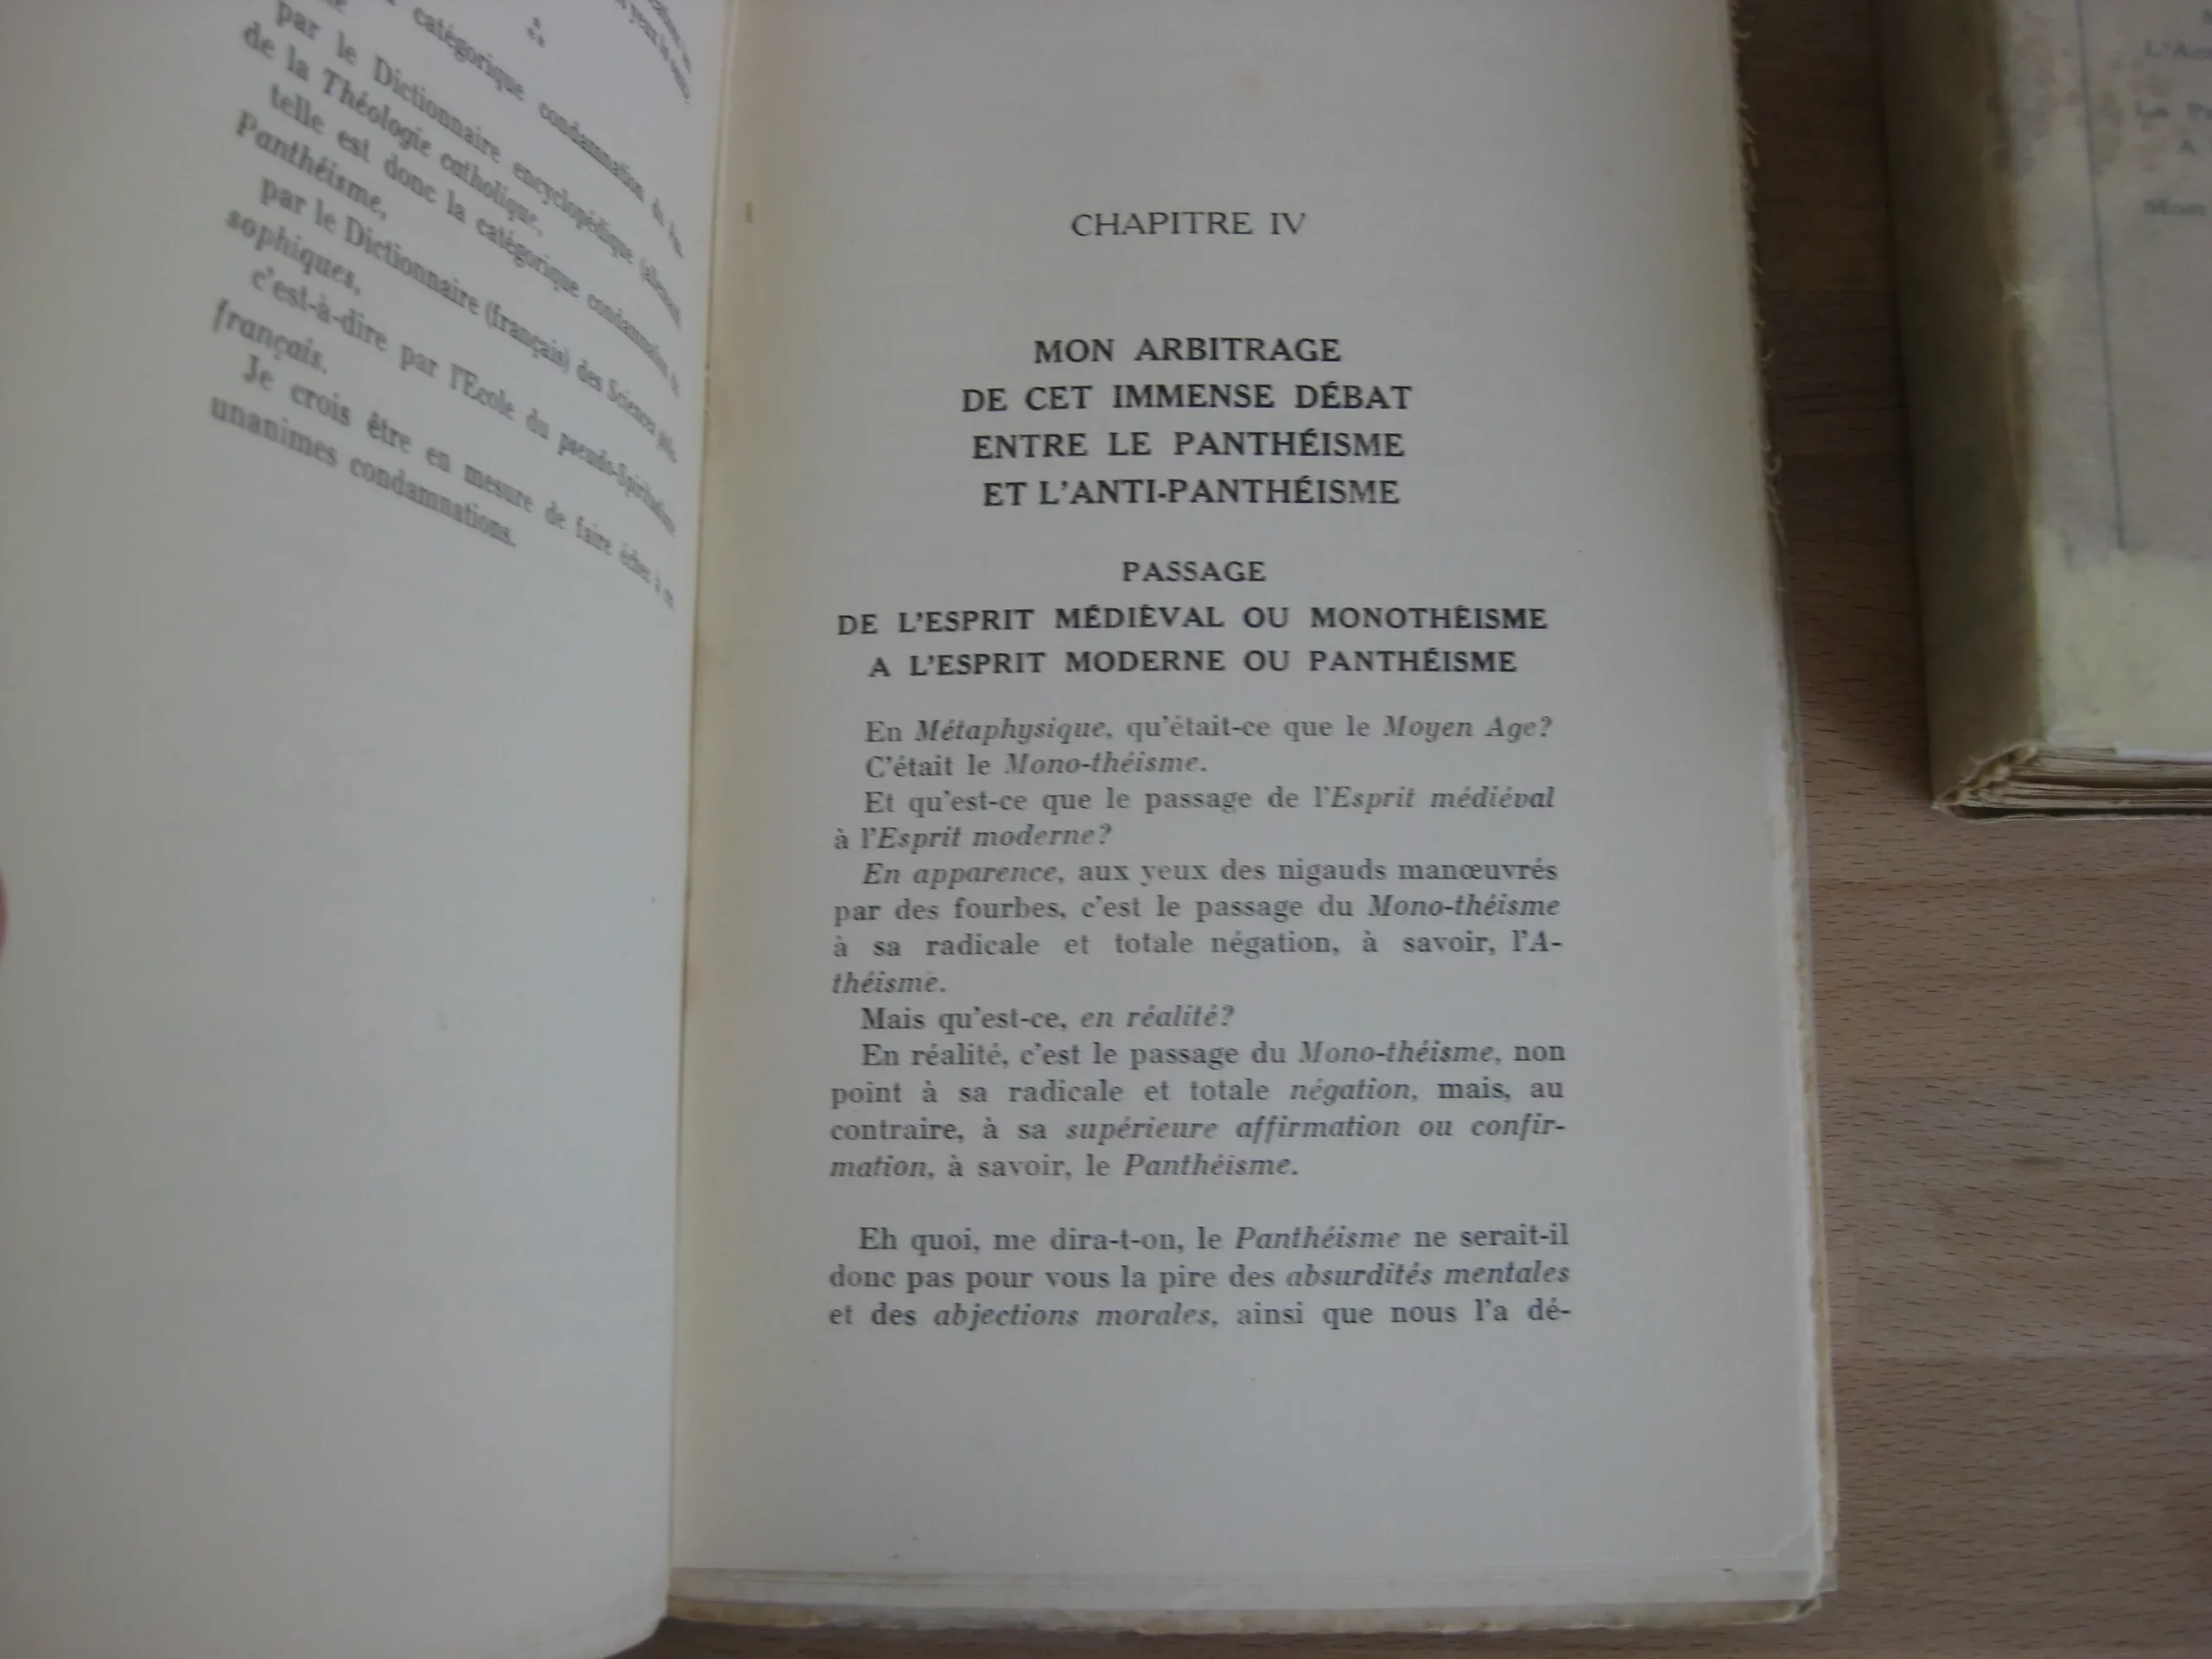 catégorique condamnation du
par le Dictionnaire encyclopédique
de la Théologie catholique,
telle est donc la catégorique condamnation
Panthéisme,
par le Dictionnaire (français) des Sciences
sophiques,
c'est-à-dire par l'Ecole du
français.
Je crois être en mesure de faire échec à
unanimes condamnations.
CHAPITRE IV
MON ARBITRAGE
DE CET IMMENSE DÉBAT
ENTRE LE PANTHÉISME
ET L'ANTI-PANTHÉISME
PASSAGE
DE L'ESPRIT MÉDIÉVAL OU MONOTHÉISME
A L'ESPRIT MODERNE OU PANTHÉISME
En Métaphysique, qu'était-ce que le Moyen Age?
C'était le Mono-théisme.
Et qu'est-ce que le passage de l'Esprit médiéval
à l'Esprit moderne?
En apparence, aux yeux des nigauds manœuvrés
par des fourbes, c'est le passage du Mono-théisme
à sa radicale et totale négation, à savoir, l'A-
théisme.
Mais qu'est-ce, en réalité?
En réalité, c'est le passage du Mono-théisme, non
point à sa radicale et totale négation, mais, au
contraire, à sa supérieure affirmation ou confir-
mation, à savoir, le Panthéisme.
Eh quoi, me dira-t-on, le Panthéisme ne serait-il
donc pas pour vous la pire des absurdités mentales
et des abjections morales, ainsi que nous l'a dé-